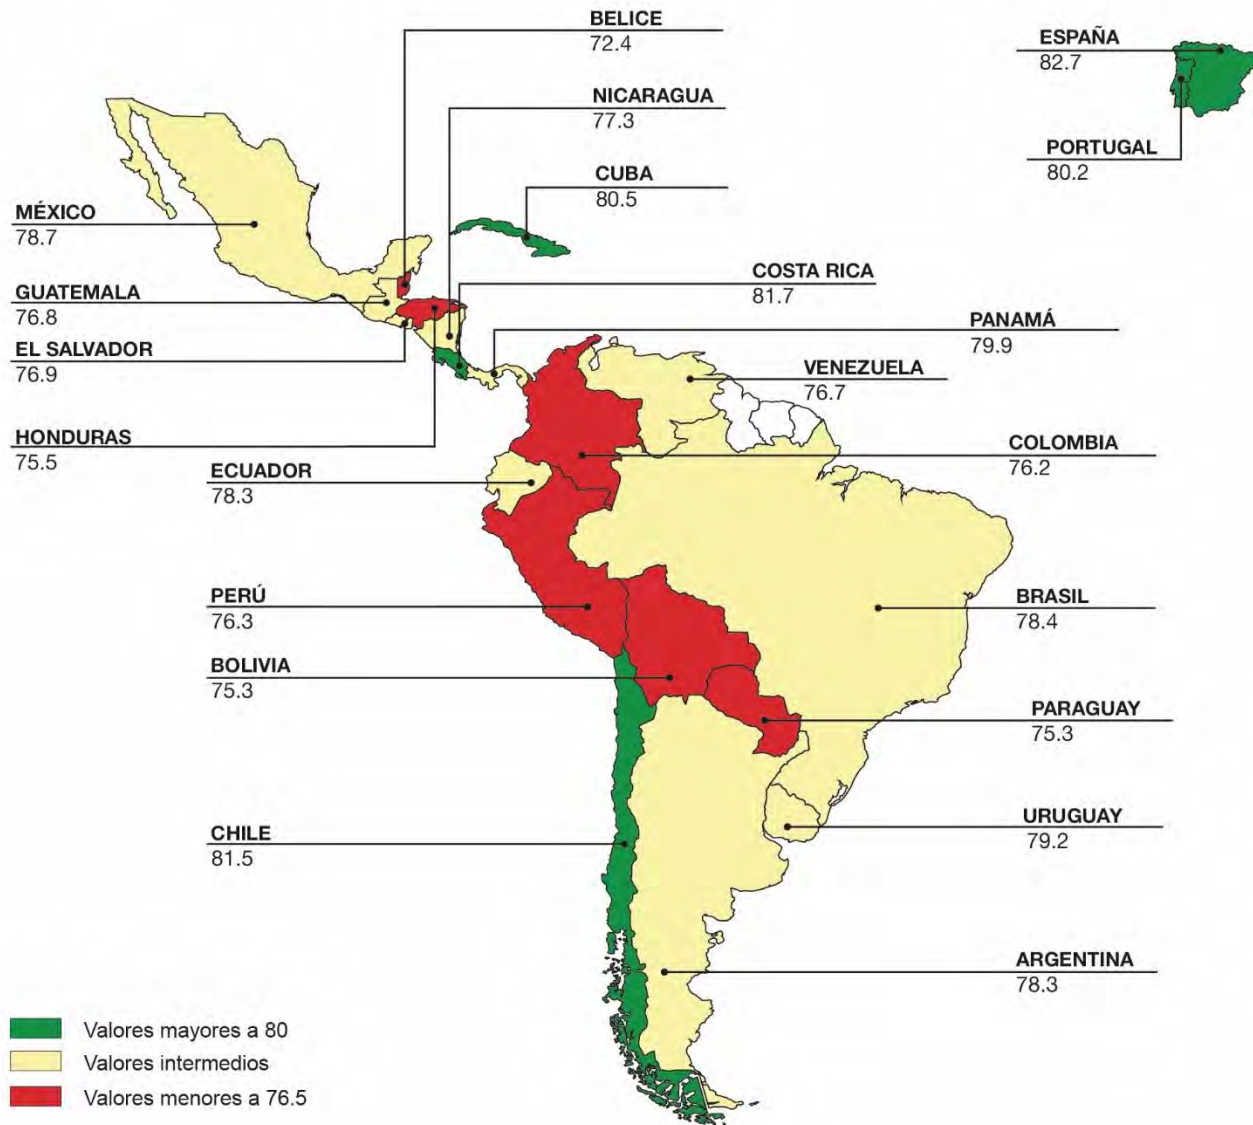 BELICE
72.4
ESPAÑA
82.7
NICARAGUA
77.3
PORTUGAL
80.2
CUBA
80.5
MÉXICO
78.7
COSTA RICA
81.7
GUATEMALA
76.8
PANAMÁ
79.9
EL SALVADOR
76.9
VENEZUELA
76.7
HONDURAS
75.5
COLOMBIA
76.2
ECUADOR
78.3
PERÚ
76.3
BRASIL
78.4
BOLIVIA
75.3
PARAGUAY
75.3
URUGUAY
79.2
CHILE
81.5
ARGENTINA
78.3
Valores mayores a 80
Valores intermedios
Valores menores a 76.5